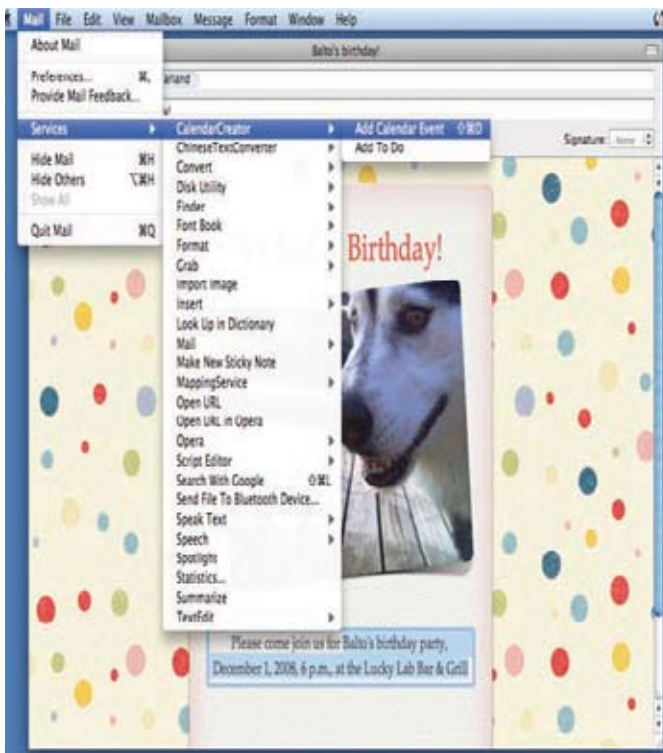 Mail File Edit View Mailbox Message Format Window Help
About Mail
Balto's birthday!
Preferences... ⌘,
Provide Mail Feedback...
Services
CalendarCreator
Add Calendar Event ⇧⌘D
Signature: None
ChineseTextConverter
Add To Do
Hide Mail ⌘H
Convert
Hide Others ⌥⌘H
Disk Utility
Show All
Finder
Quit Mail ⌘Q
Font Book
Format
Birthday!
Grab
Import Image
Insert
Look Up in Dictionary
Mail
Make New Sticky Note
MappingService
Open URL
Open URL in Opera
Opera
Script Editor
Search With Google ⇧⌘L
Send File To Bluetooth Device...
Speak Text
Speech
Spotlight
Statistics...
Summarize
TextEdit
Please come join us for Balto's birthday party,
December 1, 2008, 6 p.m., at the Lucky Lab Bar & Grill